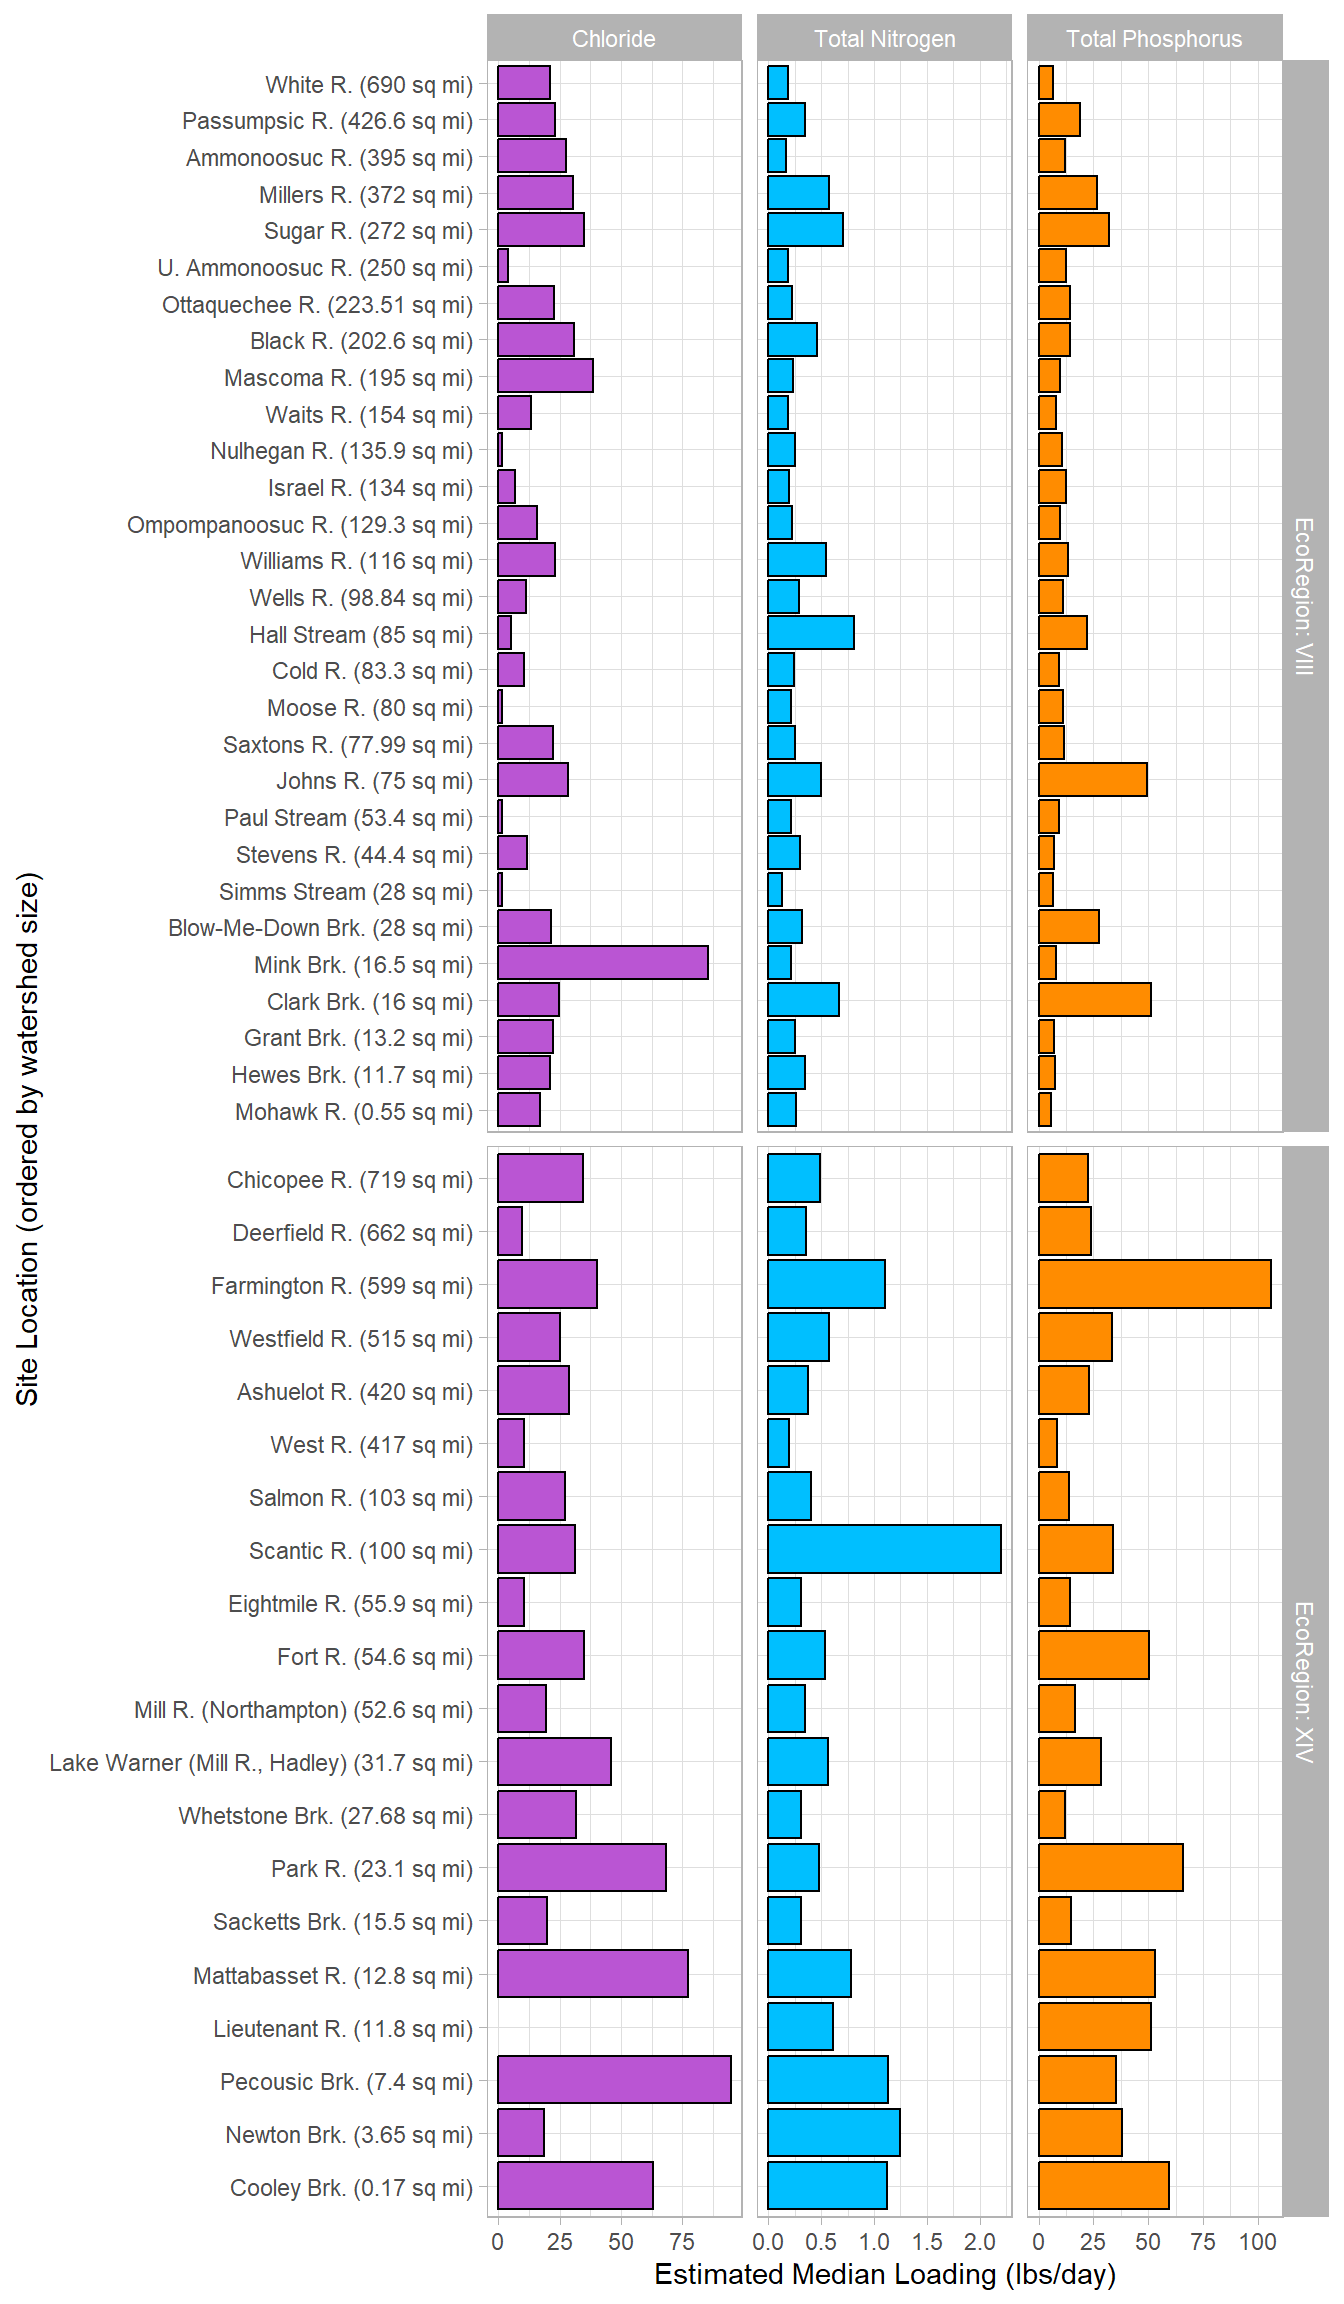 Chloride
Total Nitrogen
Total Phosphorus
White R. (690 sq mi)
Passumpsic R. (426.6 sq mi)
Ammonoosuc R. (395 sq mi)
Millers R. (372 sq mi)
Sugar R. (272 sq mi)
U. Ammonoosuc R. (250 sq mi)
Ottaquechee R. (223.51 sq mi)
Black R. (202.6 sq mi)
Mascoma R. (195 sq mi)
Waits R. (154 sq mi)
Nulhegan R. (135.9 sq mi)
Israel R. (134 sq mi)
Ompompanoosuc R. (129.3 sq mi)
Williams R. (116 sq mi)
Wells R. (98.84 sq mi)
Hall Stream (85 sq mi)
Cold R. (83.3 sq mi)
Moose R. (80 sq mi)
Saxtons R. (77.99 sq mi)
Johns R. (75 sq mi)
Paul Stream (53.4 sq mi)
Stevens R. (44.4 sq mi)
Simms Stream (28 sq mi)
Blow-Me-Down Brk. (28 sq mi)
Mink Brk. (16.5 sq mi)
Clark Brk. (16 sq mi)
Grant Brk. (13.2 sq mi)
Hewes Brk. (11.7 sq mi)
Mohawk R. (0.55 sq mi)
EcoRegion: VIII
Chicopee R. (719 sq mi)
Deerfield R. (662 sq mi)
Farmington R. (599 sq mi)
Westfield R. (515 sq mi)
Ashuelot R. (420 sq mi)
West R. (417 sq mi)
Salmon R. (103 sq mi)
Scantic R. (100 sq mi)
Eightmile R. (55.9 sq mi)
Fort R. (54.6 sq mi)
Mill R. (Northampton) (52.6 sq mi)
Lake Warner (Mill R., Hadley) (31.7 sq mi)
Whetstone Brk. (27.68 sq mi)
Park R. (23.1 sq mi)
Sacketts Brk. (15.5 sq mi)
Mattabasset R. (12.8 sq mi)
Lieutenant R. (11.8 sq mi)
Pecousic Brk. (7.4 sq mi)
Newton Brk. (3.65 sq mi)
Cooley Brk. (0.17 sq mi)
EcoRegion: XIV
Site Location (ordered by watershed size)
0 25 50 75
0.0 0.5 1.0 1.5 2.0
0 25 50 75 100
Estimated Median Loading (lbs/day)